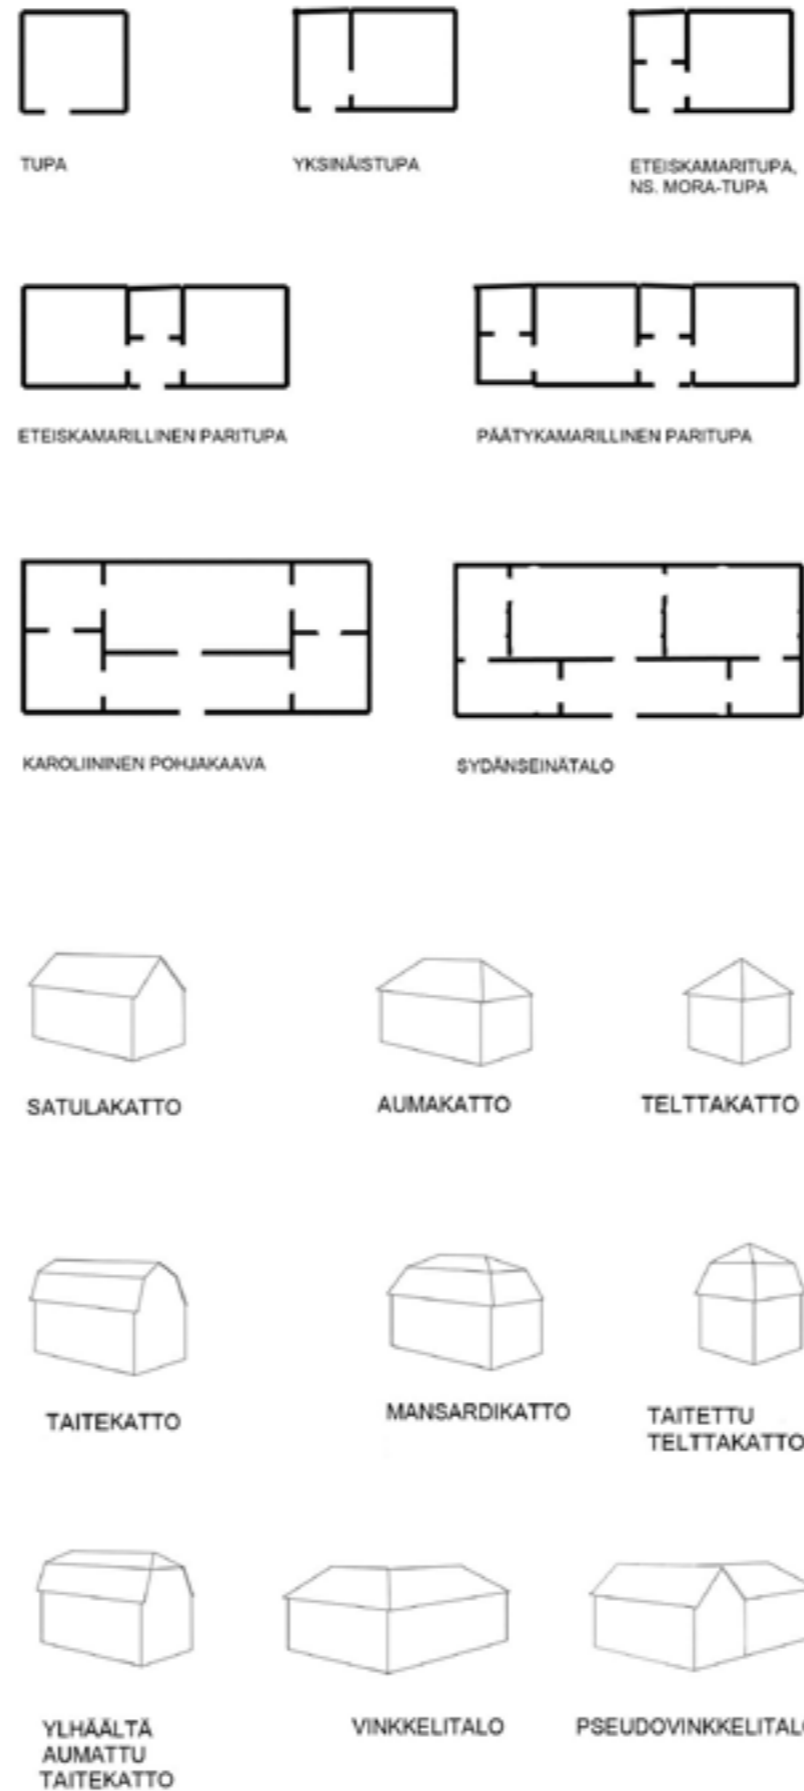 TUPA
YKSINÄISTUPA
ETEISKAMARITUPA,
NS. MORA-TUPA
ETEISKAMARILLINEN PARITUPA
PÄÄTYKAMARILLINEN PARITUPA
KAROLIININEN POHJAKAAVA
SYDÄNSEINÄTALO
SATULAKATTO
AUMAKATTO
TELTTAKATTO
TAITEKATTO
MANSARDIKATTO
TAITETTU
TELTTAKATTO
YLHÄÄLTÄ
AUMATTU
TAITEKATTO
VINKKELITALO
PSEUDOVINKKELITALO